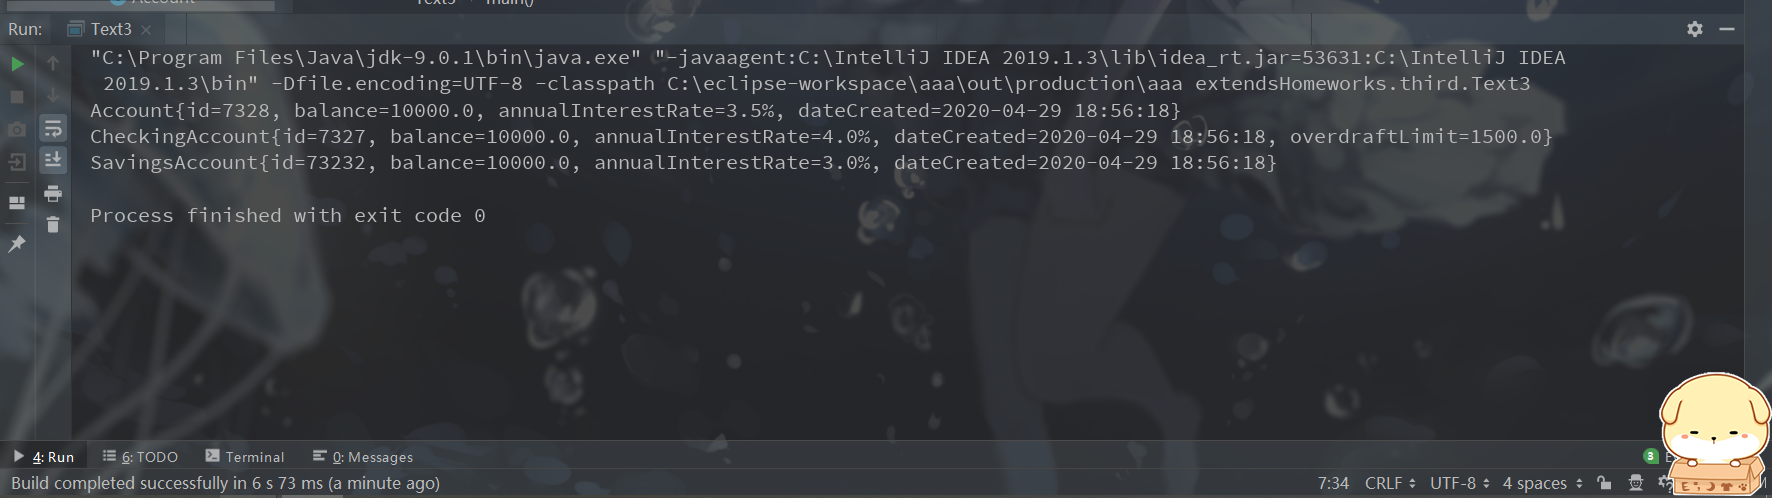 Account
Text3
main()
Run:
Text3
"C:\Program Files\Java\jdk-9.0.1\bin\java.exe" "-javaagent:C:\IntelliJ IDEA 2019.1.3\lib\idea_rt.jar=53631:C:\IntelliJ IDEA
2019.1.3\bin" -Dfile.encoding=UTF-8 -classpath C:\eclipse-workspace\aaa\out\production\aaa extendsHomeworks.third.Text3
Account{id=7328, balance=10000.0, annualInterestRate=3.5%, dateCreated=2020-04-29 18:56:18}
CheckingAccount{id=7327, balance=10000.0, annualInterestRate=4.0%, dateCreated=2020-04-29 18:56:18, overdraftLimit=1500.0}
SavingsAccount{id=73232, balance=10000.0, annualInterestRate=3.0%, dateCreated=2020-04-29 18:56:18}
Process finished with exit code 0
4: Run 6: TODO Terminal 0: Messages 3
Build completed successfully in 6 s 73 ms (a minute ago) 7:34 CRLF UTF-8 4 spaces